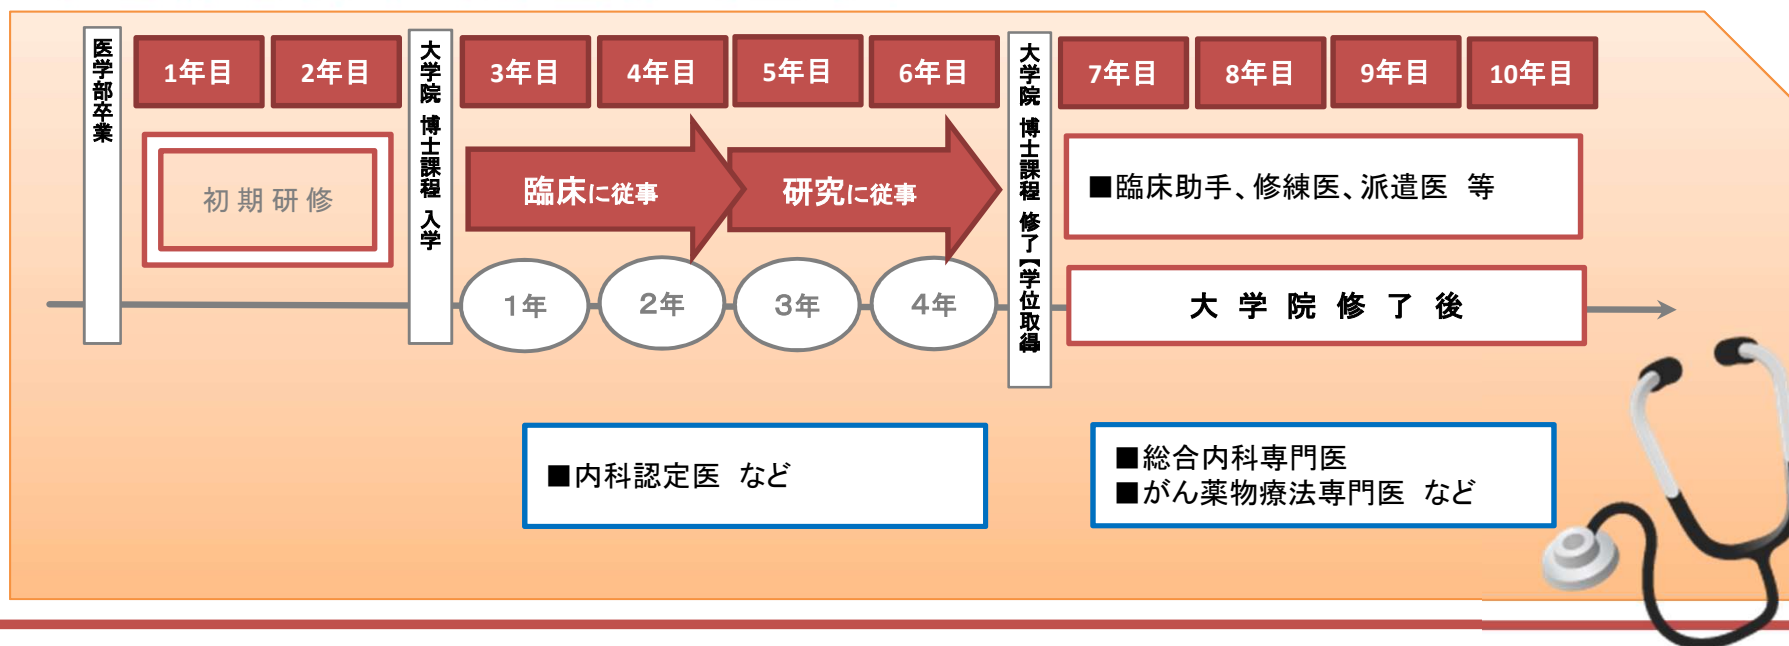 医学部卒業
1年目
2年目
大学院 博士課程 入学
3年目
4年目
5年目
6年目
大学院 博士課程 修了【学位取得】
7年目
8年目
9年目
10年目
初期研修
臨床に従事
研究に従事
■臨床助手、修練医、派遣医 等
1年
2年
3年
4年
大学院修了後
■内科認定医 など
■総合内科専門医
■がん薬物療法専門医 など